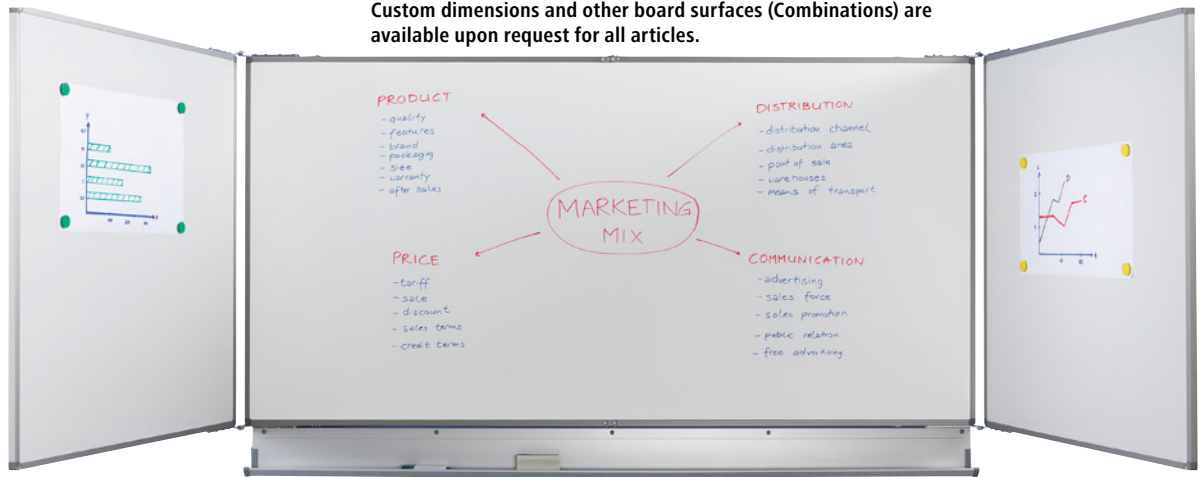 Custom dimensions and other board surfaces (Combinations) are
available upon request for all articles.
PRODUCT
- quality
- features
- brand
- packaging
- size
- warranty
- after sales
DISTRIBUTION
- distribution channel
- distribution area
- point of sale
- warehouses
- means of transport
MARKETING
MIX
PRICE
- tariff
- sale
- discount
- sales terms
- credit terms
COMMUNICATION
- advertising
- sales force
- sales promotion
- public relation
- free advertising
y
D
C